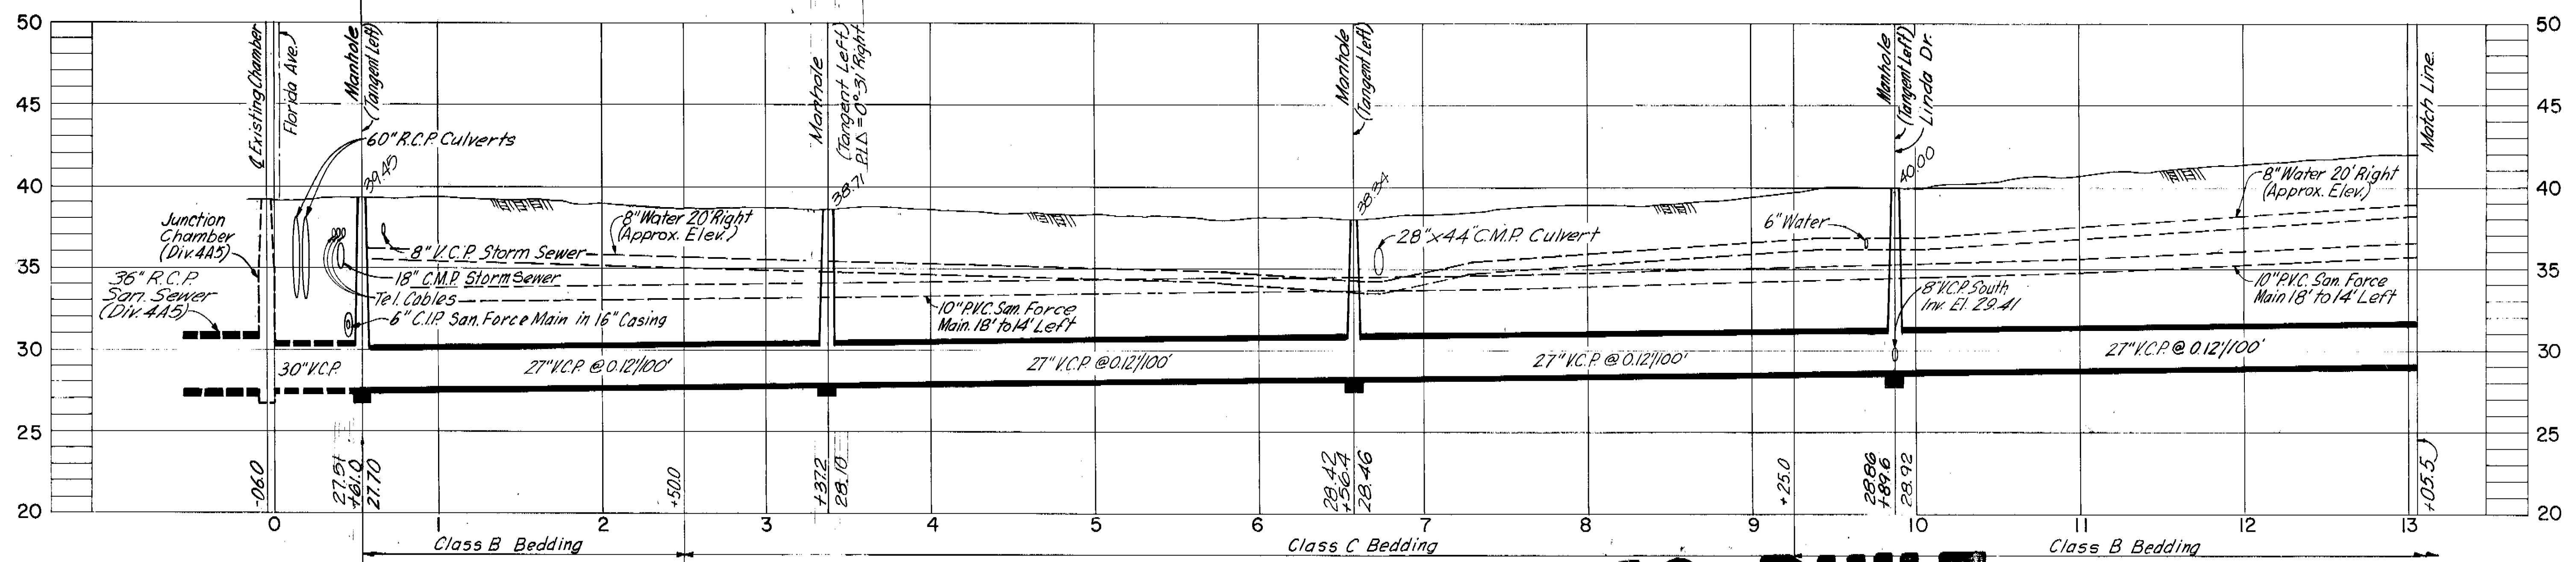 50
45
40
35
30
25
20
℄ Existing Chamber
Florida Ave.
Manhole
(Tangent Left)
60" R.C.P. Culverts
39.45
Junction
Chamber
(Div. 4A5)
36" R.C.P.
San. Sewer
(Div. 4A5)
8" V.C.P. Storm Sewer
18" C.M.P. Storm Sewer
Tel. Cables
6" C.I.P. San. Force Main in 16" Casing
30" V.C.P.
27" V.C.P. @ 0.12'/100'
8" Water 20' Right
(Approx. Elev.)
Manhole
(Tangent Left)
P.I. Δ = 0°31' Right
38.71
10" P.V.C. San. Force
Main. 18' to 14' Left
27" V.C.P. @ 0.12'/100'
Manhole
(Tangent Left)
38.34
28" x 44" C.M.P. Culvert
27" V.C.P. @ 0.12'/100'
6" Water
Manhole
(Tangent Left)
Linda Dr.
40.00
8" V.C.P. South
Inv. El. 29.41
8" Water 20' Right
(Approx. Elev.)
10" P.V.C. San. Force
Main 18' to 14' Left
27" V.C.P. @ 0.12'/100'
Match Line.
50
45
40
35
30
25
20
-06.0
27.51
+61.0
27.70
+50.0
+37.2
28.10
28.42
+56.4
28.46
+25.0
28.86
+89.6
28.92
+05.5
0 1 2 3 4 5 6 7 8 9 10 11 12 13
Class B Bedding
Class C Bedding
Class B Bedding